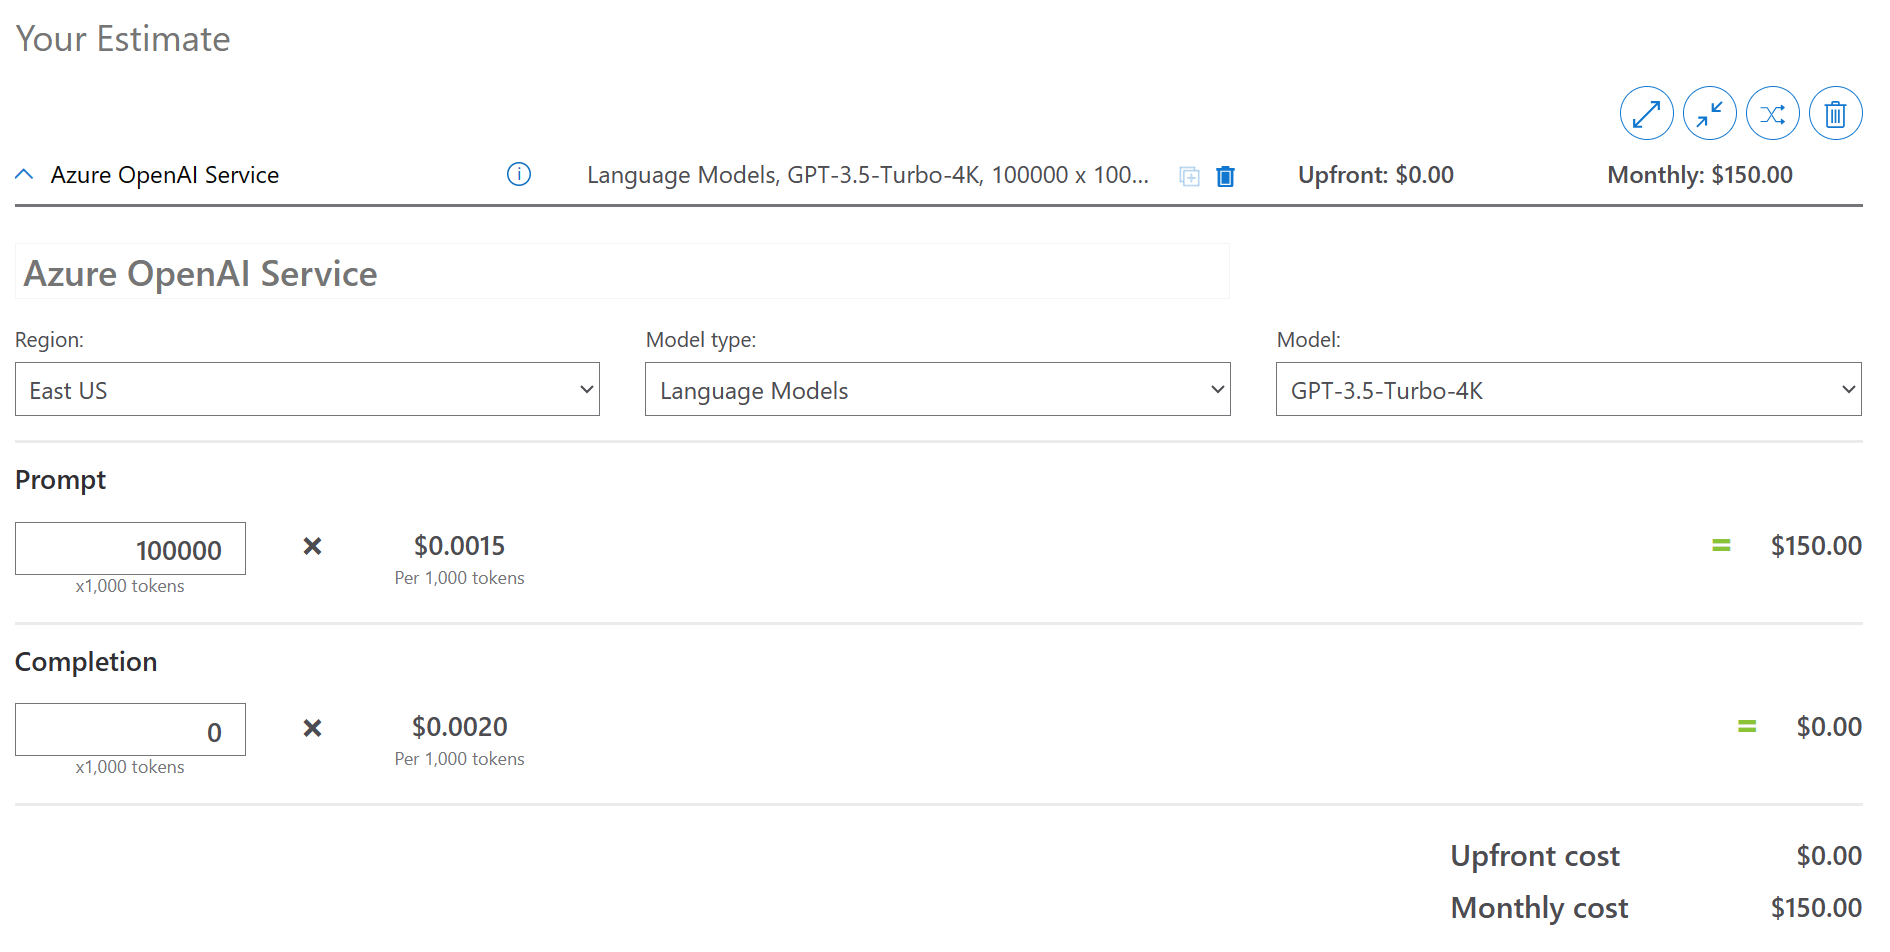 Your Estimate
Azure OpenAI Service
Language Models, GPT-3.5-Turbo-4K, 100000 x 100...
Upfront: $0.00
Monthly: $150.00
Azure OpenAI Service
Region:
Model type:
Model:
East US
Language Models
GPT-3.5-Turbo-4K
Prompt
100000 × $0.0015 = $150.00
x1,000 tokens
Per 1,000 tokens
Completion
0 × $0.0020 = $0.00
x1,000 tokens
Per 1,000 tokens
Upfront cost $0.00
Monthly cost $150.00